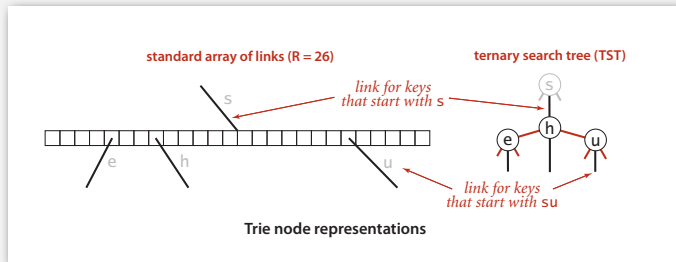 standard array of links (R = 26)
ternary search tree (TST)
link for keys
that start with s
s
s
h
e
u
e
h
u
link for keys
that start with su
Trie node representations